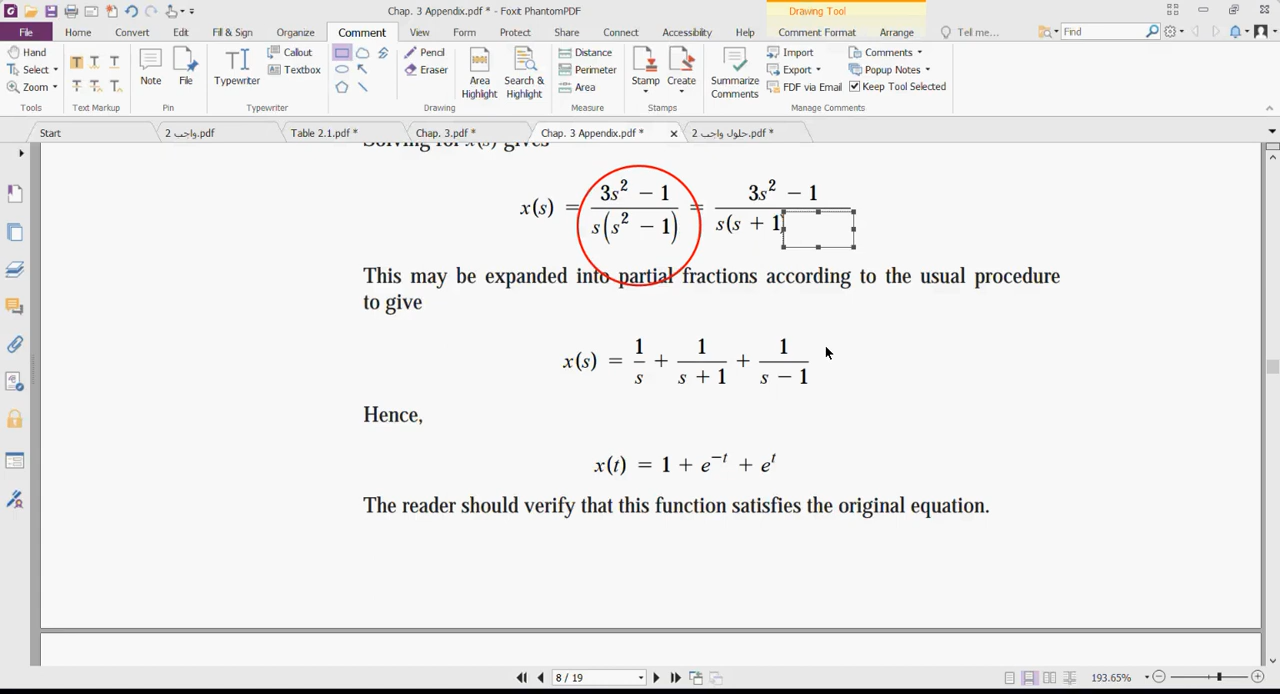 Chap. 3 Appendix.pdf * - Foxit PhantomPDF
Drawing Tool
File Home Convert Edit Fill & Sign Organize Comment View Form Protect Share Connect Accessibility Help Comment Format Arrange Tell me... Find
Hand
Select
Zoom
Tools
Text Markup
Note
File
Pin
Typewriter
Callout
Textbox
Typewriter
Pencil
Eraser
Drawing
Area Highlight
Search & Highlight
Distance
Perimeter
Area
Measure
Stamp
Create
Stamps
Summarize Comments
Import
Export
FDF via Email
Comments
Popup Notes
Keep Tool Selected
Manage Comments
Start
واجب 2.pdf
Table 2.1.pdf *
Chap. 3.pdf *
Chap. 3 Appendix.pdf *
حلول واجب 2.pdf *
Solving for x(s) gives
x(s) = (3s² − 1)/(s(s² − 1)) = (3s² − 1)/(s(s + 1)
This may be expanded into partial fractions according to the usual procedure
to give
x(s) = 1/s + 1/(s + 1) + 1/(s − 1)
Hence,
x(t) = 1 + e⁻ᵗ + eᵗ
The reader should verify that this function satisfies the original equation.
8 / 19
193.65%